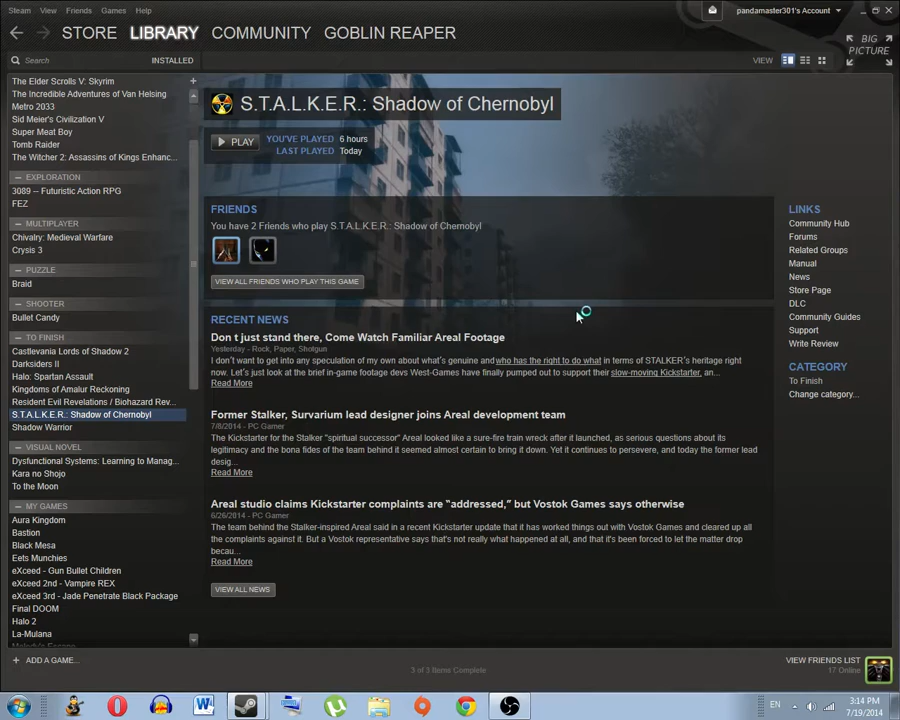 Steam View Friends Games Help
pandamaster301's Account
STORE LIBRARY COMMUNITY GOBLIN REAPER
BIG PICTURE
Search INSTALLED
VIEW
The Elder Scrolls V: Skyrim
The Incredible Adventures of Van Helsing
Metro 2033
Sid Meier's Civilization V
Super Meat Boy
Tomb Raider
The Witcher 2: Assassins of Kings Enhanc...
EXPLORATION
3089 -- Futuristic Action RPG
FEZ
MULTIPLAYER
Chivalry: Medieval Warfare
Crysis 3
PUZZLE
Braid
SHOOTER
Bullet Candy
TO FINISH
Castlevania Lords of Shadow 2
Darksiders II
Halo: Spartan Assault
Kingdoms of Amalur Reckoning
Resident Evil Revelations / Biohazard Rev...
S.T.A.L.K.E.R.: Shadow of Chernobyl
Shadow Warrior
VISUAL NOVEL
Dysfunctional Systems: Learning to Manag...
Kara no Shojo
To the Moon
MY GAMES
Aura Kingdom
Bastion
Black Mesa
Eets Munchies
eXceed - Gun Bullet Children
eXceed 2nd - Vampire REX
eXceed 3rd - Jade Penetrate Black Package
Final DOOM
Halo 2
La-Mulana
S.T.A.L.K.E.R.: Shadow of Chernobyl
PLAY
YOU'VE PLAYED 6 hours
LAST PLAYED Today
FRIENDS
You have 2 Friends who play S.T.A.L.K.E.R.: Shadow of Chernobyl
VIEW ALL FRIENDS WHO PLAY THIS GAME
RECENT NEWS
Don t just stand there, Come Watch Familiar Areal Footage
Yesterday - Rock, Paper, Shotgun
I don't want to get into any speculation of my own about what's genuine and who has the right to do what in terms of STALKER's heritage right
now. Let's just look at the brief in-game footage devs West-Games have finally pumped out to support their slow-moving Kickstarter, an...
Read More
Former Stalker, Survarium lead designer joins Areal development team
7/8/2014 - PC Gamer
The Kickstarter for the Stalker "spiritual successor" Areal looked like a sure-fire train wreck after it launched, as serious questions about its
legitimacy and the bona fides of the team behind it seemed almost certain to bring it down. Yet it continues to persevere, and today the former lead
desig...
Read More
Areal studio claims Kickstarter complaints are "addressed," but Vostok Games says otherwise
6/26/2014 - PC Gamer
The team behind the Stalker-inspired Areal said in a recent Kickstarter update that it has worked things out with Vostok Games and cleared up all
the complaints against it. But a Vostok representative says that's not really what happened at all, and that it's been forced to let the matter drop
becau...
Read More
VIEW ALL NEWS
LINKS
Community Hub
Forums
Related Groups
Manual
News
Store Page
DLC
Community Guides
Support
Write Review
CATEGORY
To Finish
Change category...
ADD A GAME...
3 of 3 Items Complete
VIEW FRIENDS LIST
17 Online
EN
3:14 PM
7/19/2014